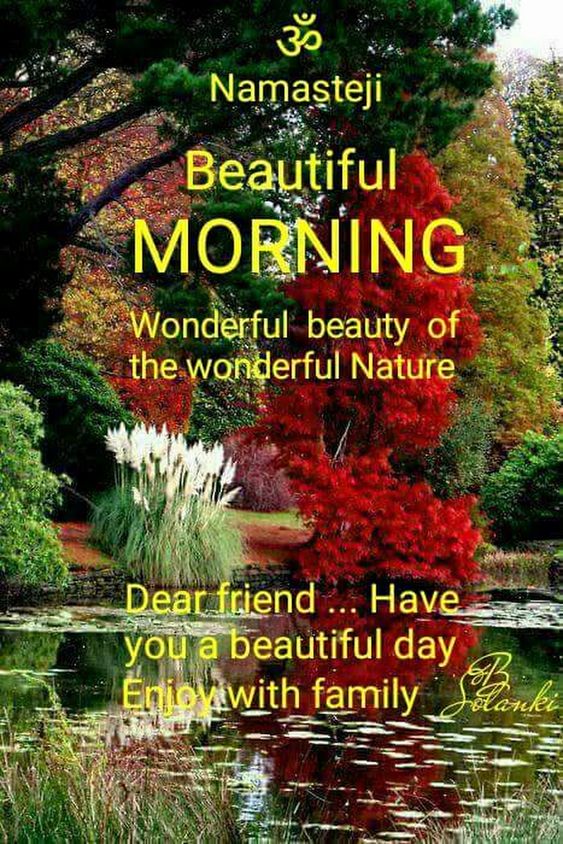 ॐ
Namasteji
Beautiful
MORNING
Wonderful beauty of
the wonderful Nature
Dear friend ... Have
you a beautiful day
Enjoy with family
B Solanki